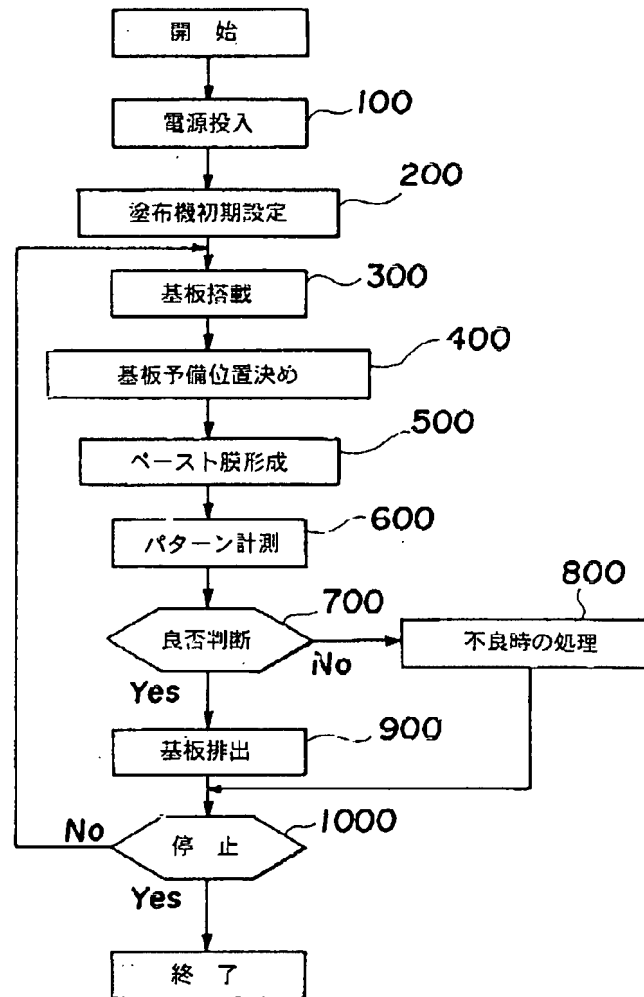 開 始
電源投入
100
塗布機初期設定
200
基板搭載
300
基板予備位置決め
400
ペースト膜形成
500
パターン計測
600
良否判断
700
No
Yes
不良時の処理
800
基板排出
900
停 止
1000
No
Yes
終 了